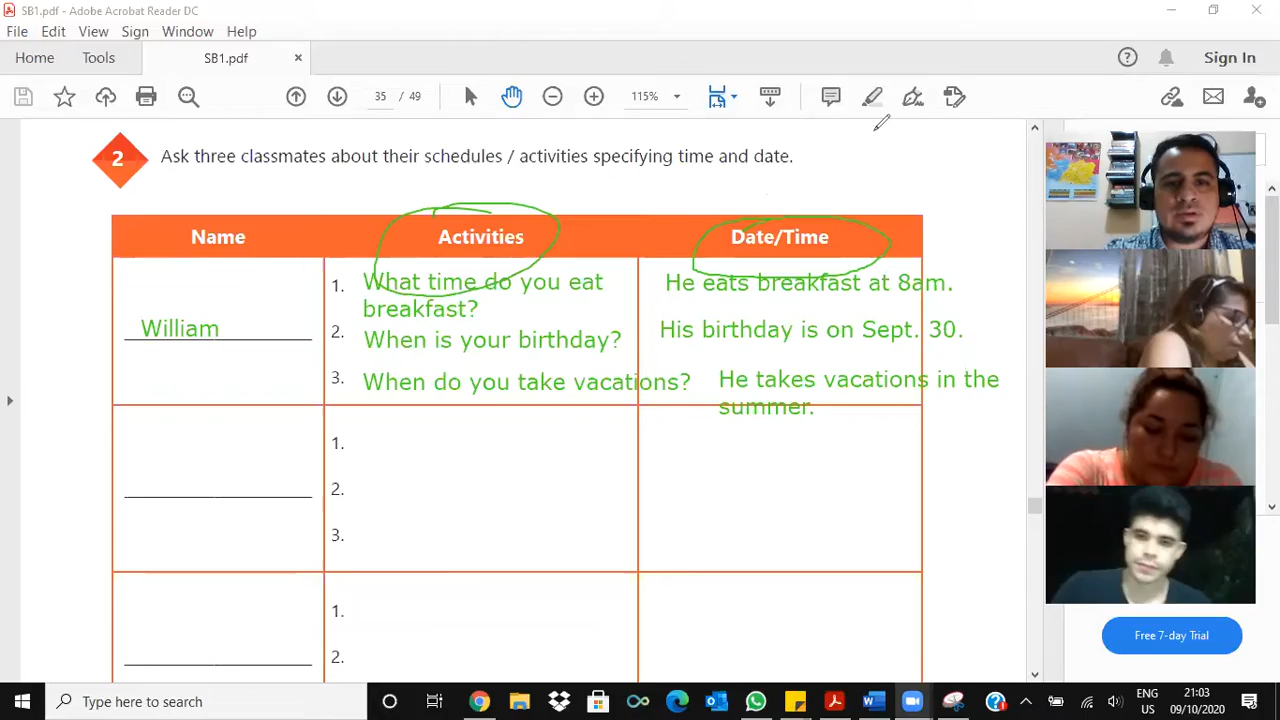 SB1.pdf - Adobe Acrobat Reader DC
File Edit View Sign Window Help
Home Tools SB1.pdf × Sign In
35 / 49 115%
2 Ask three classmates about their schedules / activities specifying time and date.
Name Activities Date/Time
1. What time do you eat He eats breakfast at 8am.
breakfast?
William 2. When is your birthday? His birthday is on Sept. 30.
3. When do you take vacations? He takes vacations in the
summer.
1.
2.
3.
1.
Free 7-day Trial
2.
Type here to search ENG 21:03
US 09/10/2020